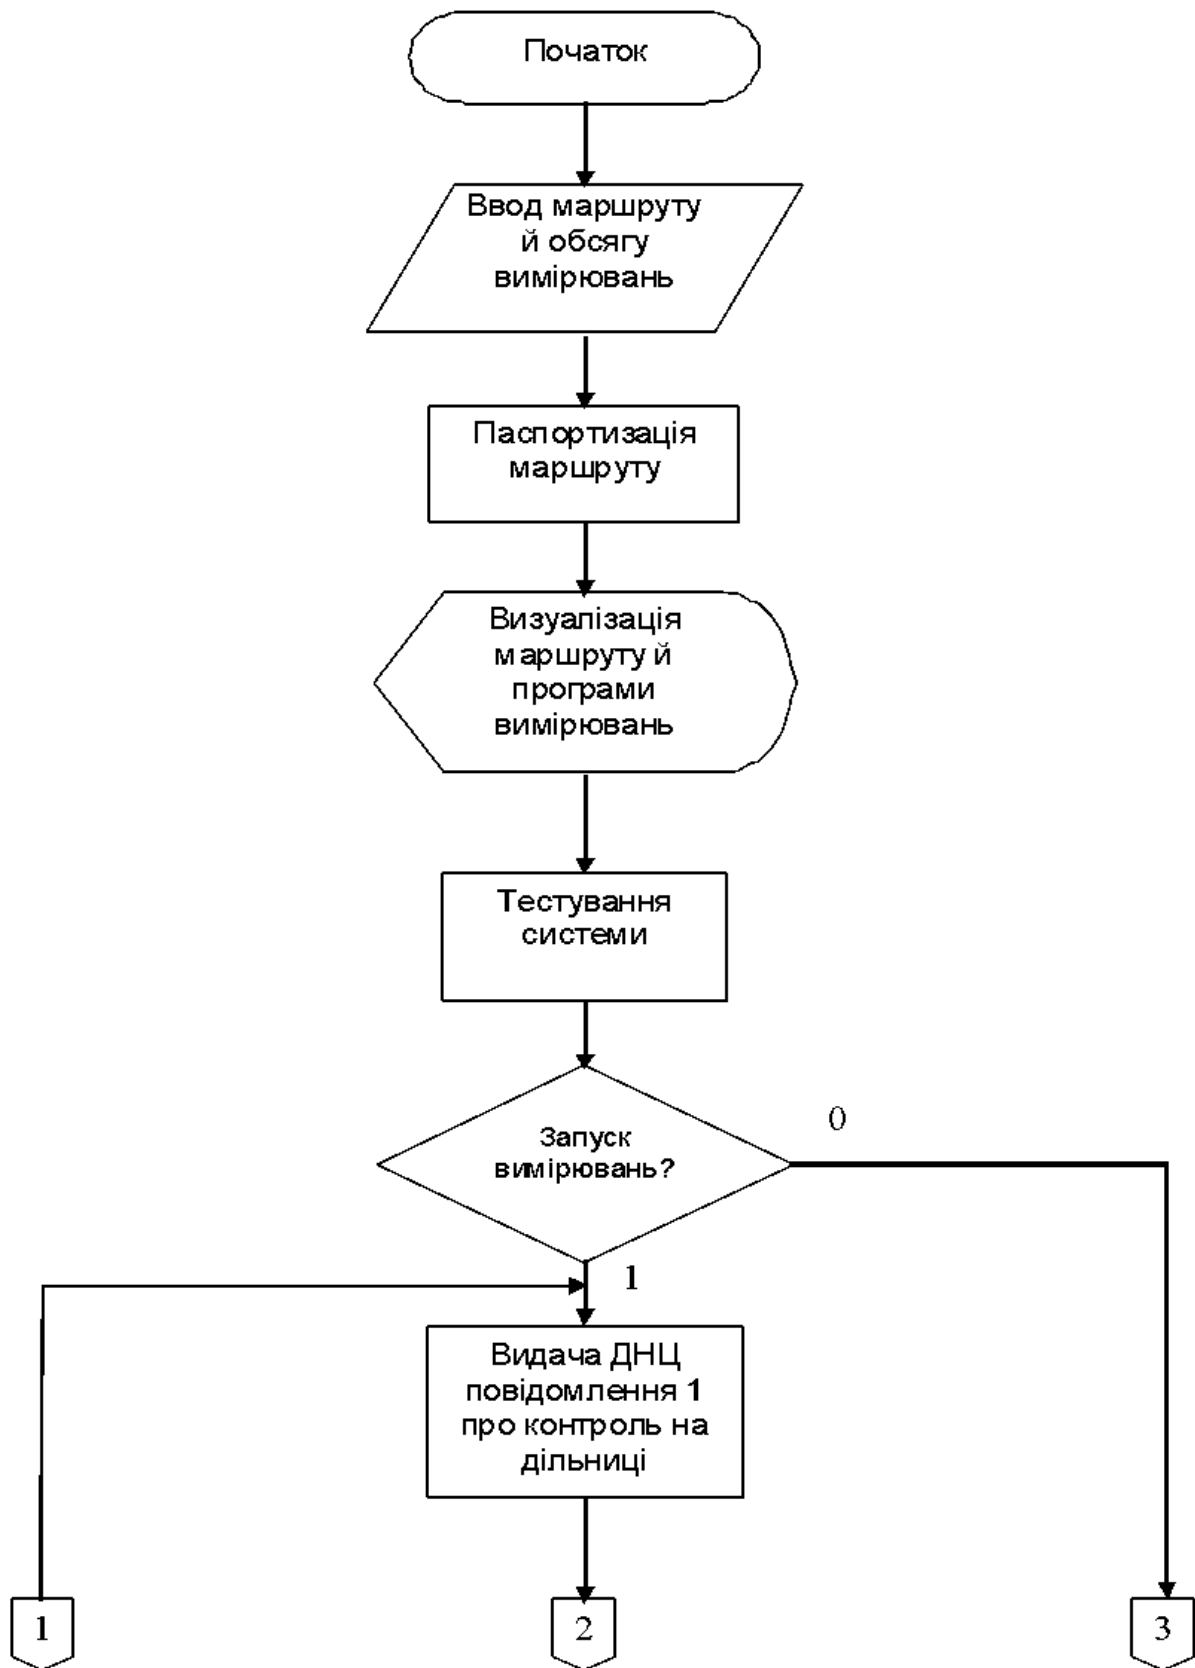 Початок
Ввод маршруту
й обсягу
вимірювань
Паспортизація
маршруту
Визуалізація
маршруту й
програми
вимірювань
Тестування
системи
Запуск
вимірювань?
0
1
Видача ДНЦ
повідомлення 1
про контроль на
дільниці
1
2
3